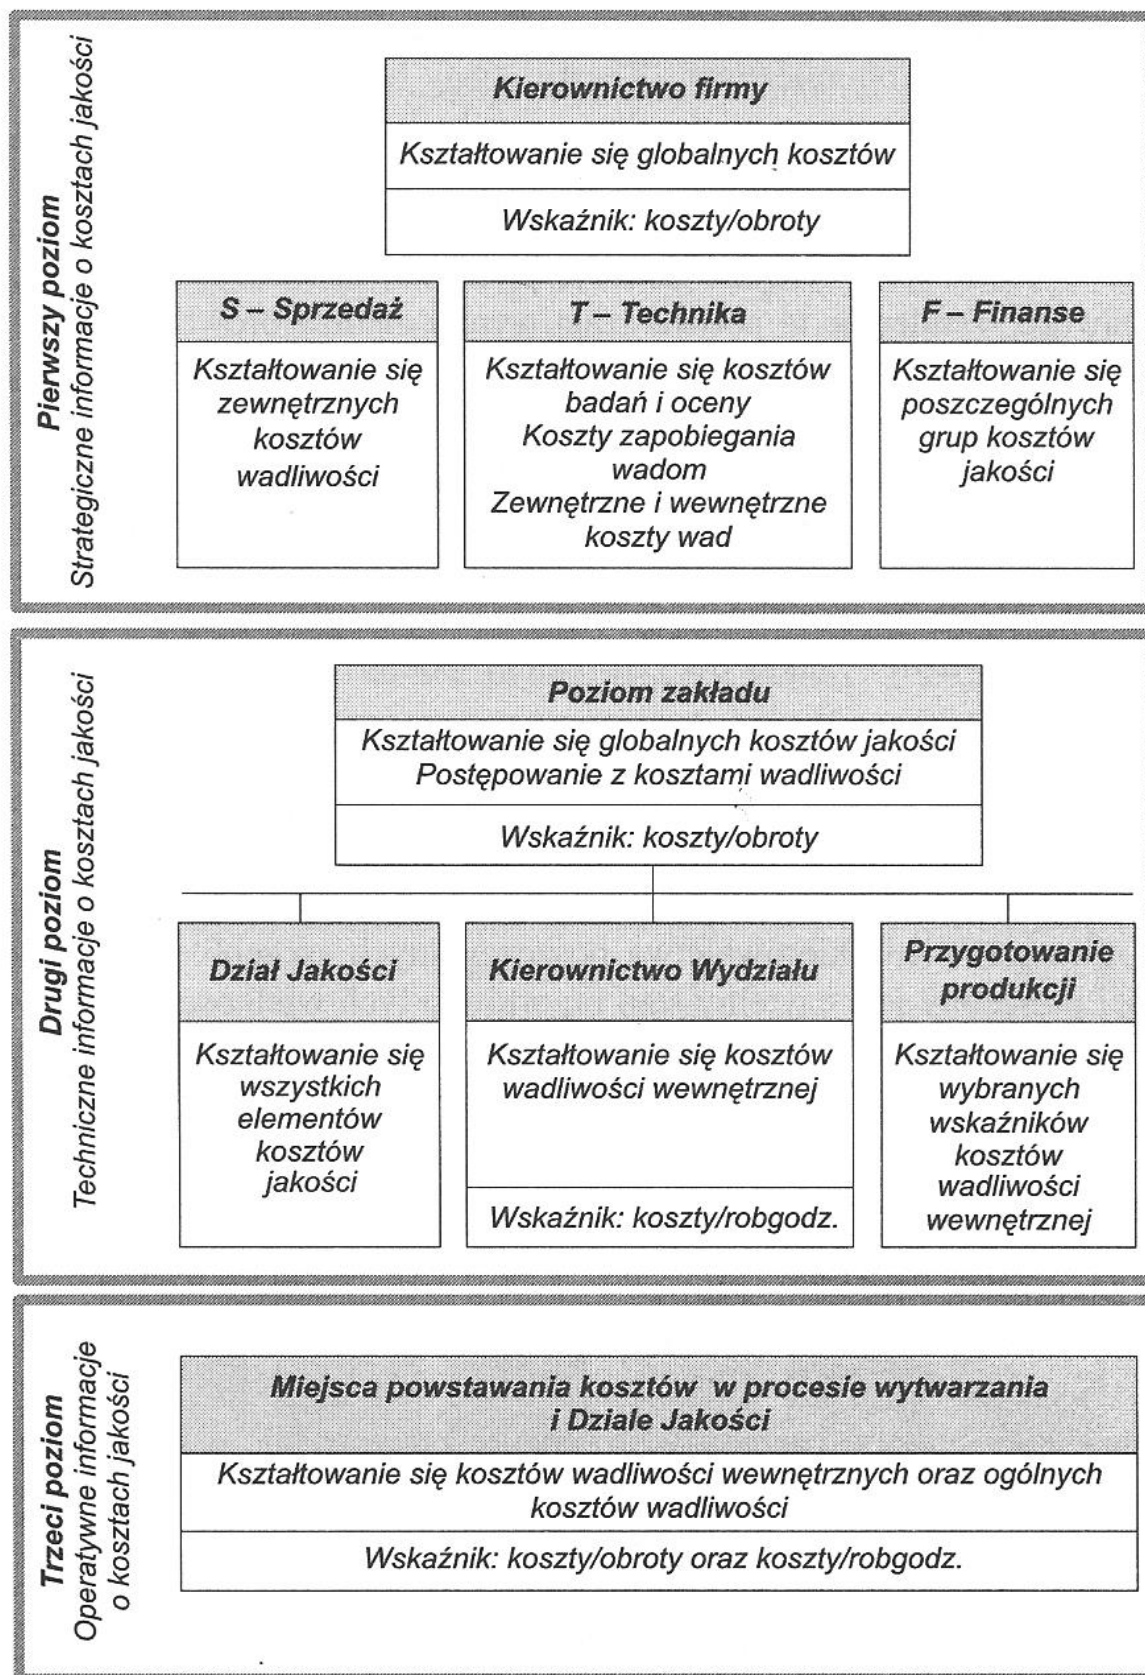 Pierwszy poziom
Strategiczne informacje o kosztach jakości
Kierownictwo firmy
Kształtowanie się globalnych kosztów
Wskaźnik: koszty/obroty
S – Sprzedaż
Kształtowanie się
zewnętrznych
kosztów
wadliwości
T – Technika
Kształtowanie się kosztów
badań i oceny
Koszty zapobiegania
wadom
Zewnętrzne i wewnętrzne
koszty wad
F – Finanse
Kształtowanie się
poszczególnych
grup kosztów
jakości
Drugi poziom
Techniczne informacje o kosztach jakości
Poziom zakładu
Kształtowanie się globalnych kosztów jakości
Postępowanie z kosztami wadliwości
Wskaźnik: koszty/obroty
Dział Jakości
Kształtowanie się
wszystkich
elementów
kosztów
jakości
Kierownictwo Wydziału
Kształtowanie się kosztów
wadliwości wewnętrznej
Wskaźnik: koszty/robgodz.
Przygotowanie
produkcji
Kształtowanie się
wybranych
wskaźników
kosztów
wadliwości
wewnętrznej
Trzeci poziom
Operatywne informacje
o kosztach jakości
Miejsca powstawania kosztów w procesie wytwarzania
i Dziale Jakości
Kształtowanie się kosztów wadliwości wewnętrznych oraz ogólnych
kosztów wadliwości
Wskaźnik: koszty/obroty oraz koszty/robgodz.